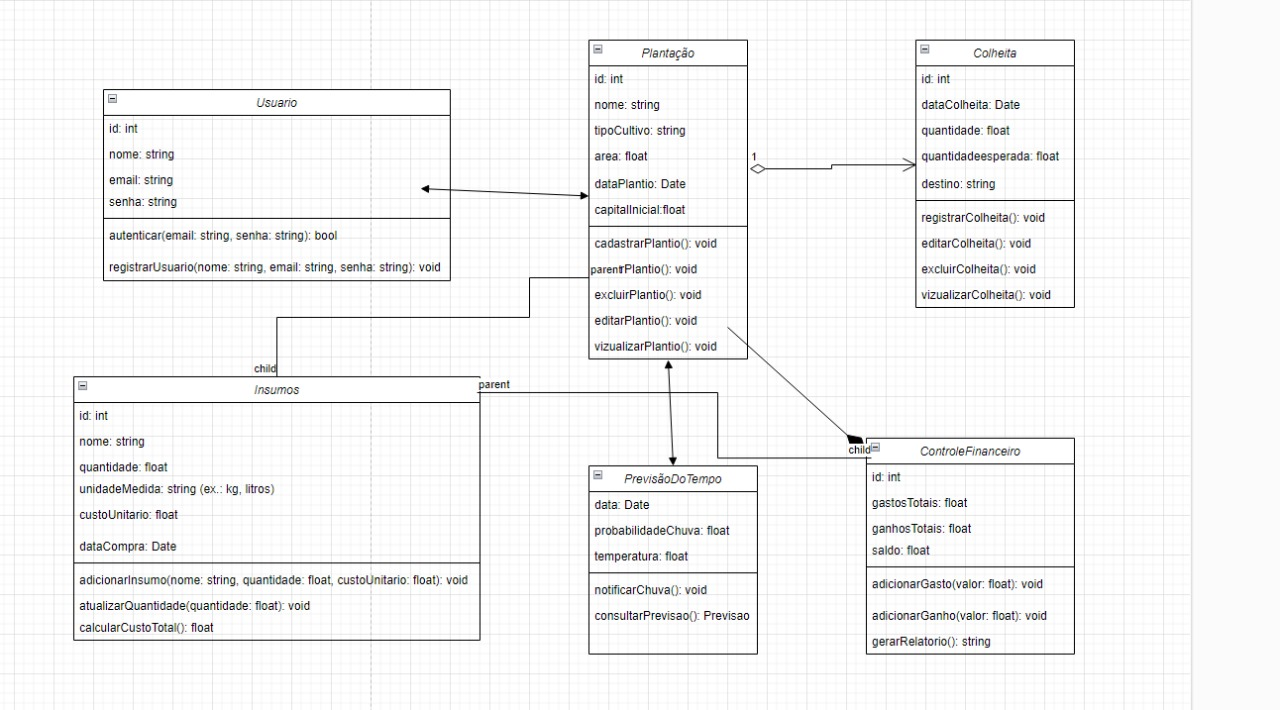 Usuario
id: int
nome: string
email: string
senha: string
autenticar(email: string, senha: string): bool
registrarUsuario(nome: string, email: string, senha: string): void
Plantação
id: int
nome: string
tipoCultivo: string
area: float
dataPlantio: Date
capitalInicial:float
cadastrarPlantio(): void
parent
Plantio(): void
excluirPlantio(): void
editarPlantio(): void
vizualizarPlantio(): void
1
Colheita
id: int
dataColheita: Date
quantidade: float
quantidadeesperada: float
destino: string
registrarColheita(): void
editarColheita(): void
excluirColheita(): void
vizualizarColheita(): void
child
Insumos
id: int
nome: string
quantidade: float
unidadeMedida: string (ex.: kg, litros)
custoUnitario: float
dataCompra: Date
adicionarInsumo(nome: string, quantidade: float, custoUnitario: float): void
atualizarQuantidade(quantidade: float): void
calcularCustoTotal(): float
parent
PrevisãoDoTempo
data: Date
probabilidadeChuva: float
temperatura: float
notificarChuva(): void
consultarPrevisao(): Previsao
child
ControleFinanceiro
id: int
gastosTotais: float
ganhosTotais: float
saldo: float
adicionarGasto(valor: float): void
adicionarGanho(valor: float): void
gerarRelatorio(): string